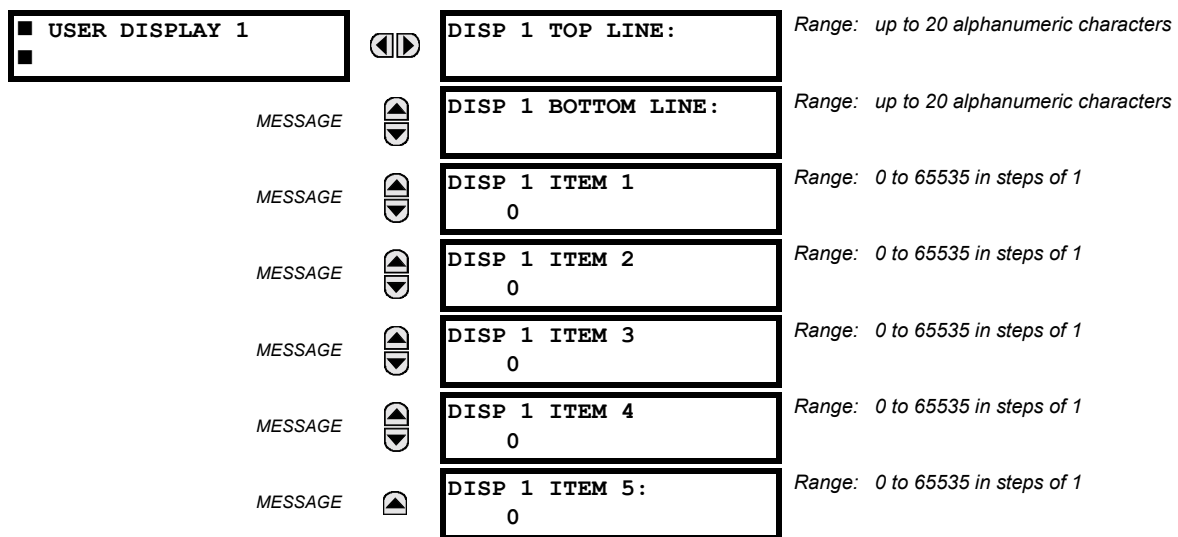 ■ USER DISPLAY 1
■
DISP 1 TOP LINE:
Range: up to 20 alphanumeric characters
MESSAGE
DISP 1 BOTTOM LINE:
Range: up to 20 alphanumeric characters
MESSAGE
DISP 1 ITEM 1
0
Range: 0 to 65535 in steps of 1
MESSAGE
DISP 1 ITEM 2
0
Range: 0 to 65535 in steps of 1
MESSAGE
DISP 1 ITEM 3
0
Range: 0 to 65535 in steps of 1
MESSAGE
DISP 1 ITEM 4
0
Range: 0 to 65535 in steps of 1
MESSAGE
DISP 1 ITEM 5:
0
Range: 0 to 65535 in steps of 1